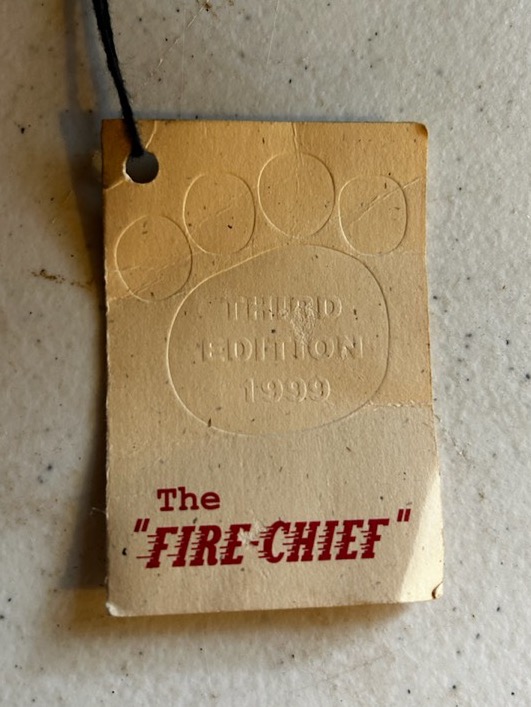 THIRD
EDITION
1999
The
"FIRE CHIEF"